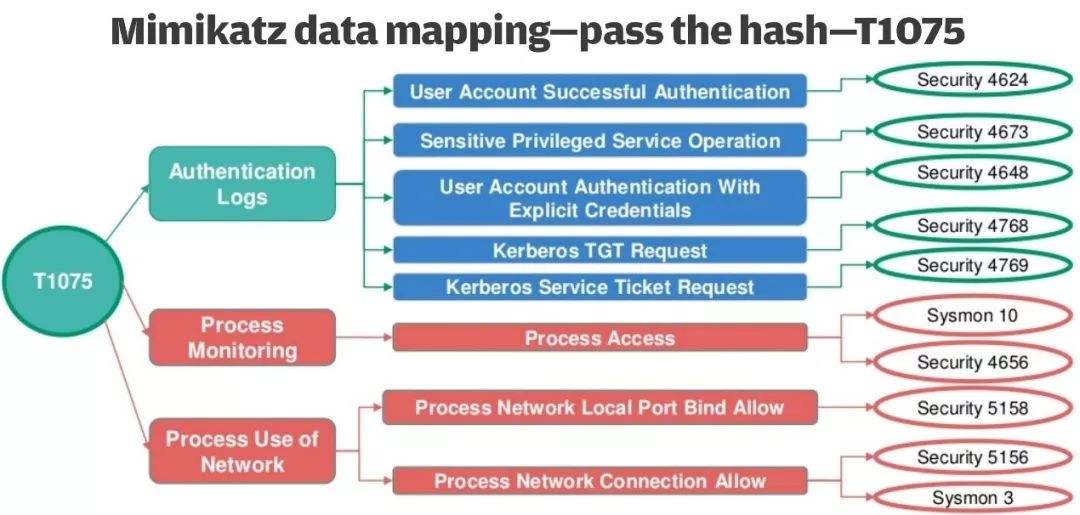 Mimikatz data mapping—pass the hash—T1075
T1075
Authentication
Logs
User Account Successful Authentication
Security 4624
Sensitive Privileged Service Operation
Security 4673
User Account Authentication With
Explicit Credentials
Security 4648
Kerberos TGT Request
Security 4768
Kerberos Service Ticket Request
Security 4769
Process
Monitoring
Process Access
Sysmon 10
Security 4656
Process Use of
Network
Process Network Local Port Bind Allow
Security 5158
Process Network Connection Allow
Security 5156
Sysmon 3